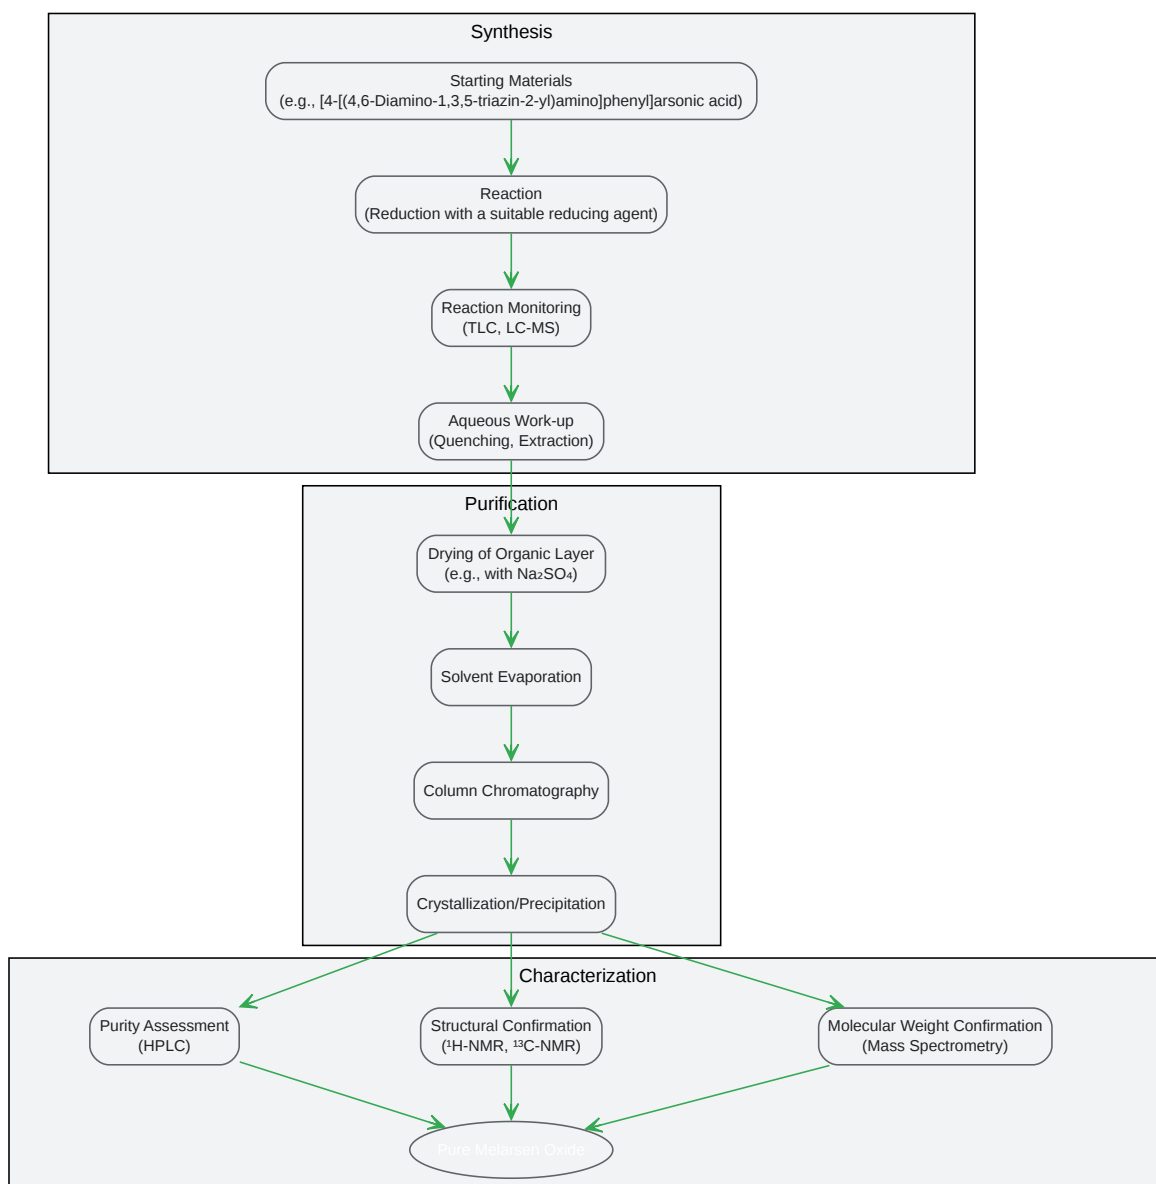 Synthesis
Starting Materials
(e.g., [4-[(4,6-Diamino-1,3,5-triazin-2-yl)amino]phenyl]arsonic acid)
Reaction
(Reduction with a suitable reducing agent)
Reaction Monitoring
(TLC, LC-MS)
Aqueous Work-up
(Quenching, Extraction)
Purification
Drying of Organic Layer
(e.g., with Na₂SO₄)
Solvent Evaporation
Column Chromatography
Crystallization/Precipitation
Characterization
Purity Assessment
(HPLC)
Structural Confirmation
(¹H-NMR, ¹³C-NMR)
Molecular Weight Confirmation
(Mass Spectrometry)
Pure Melarsen Oxide